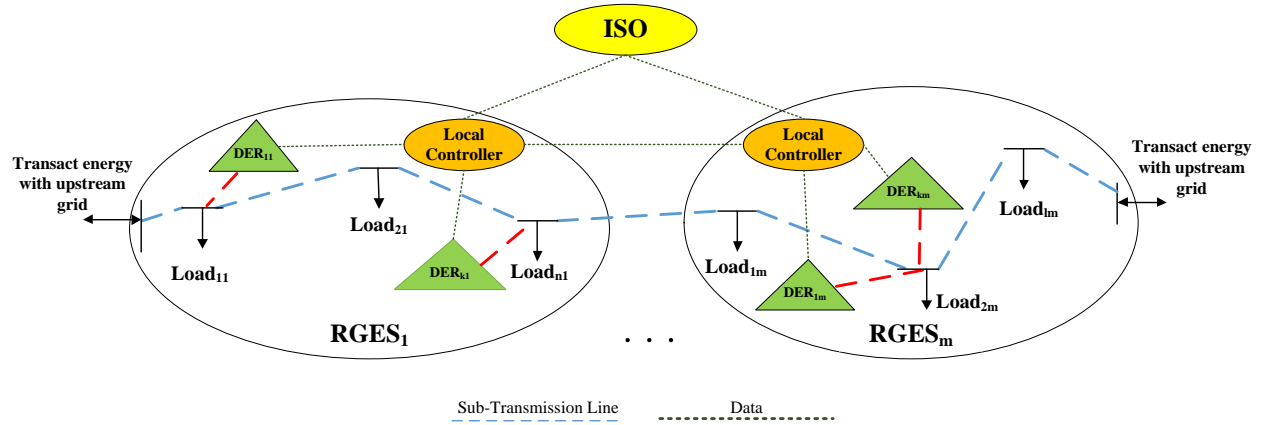 ISO
Local
Controller
Local
Controller
DER11
DERkm
Transact energy
with upstream
grid
Transact energy
with upstream
grid
Load21
Loadlm
Load11
DERk1
Loadn1
Load1m
DER1m
Load2m
RGES1
. . .
RGESm
Sub-Transmission Line
Data